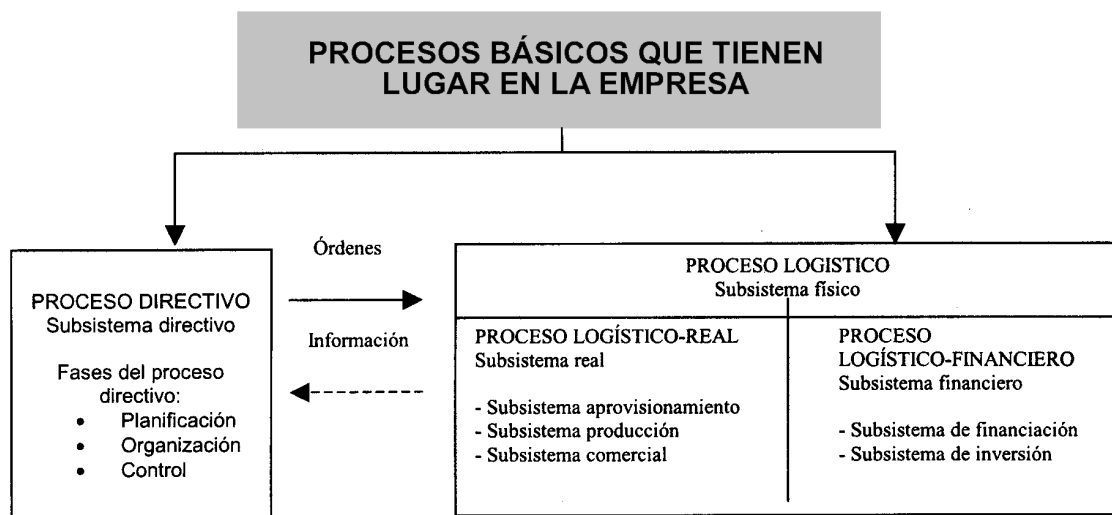 PROCESOS BÁSICOS QUE TIENEN
LUGAR EN LA EMPRESA
PROCESO DIRECTIVO
Subsistema directivo
Fases del proceso
directivo:
• Planificación
• Organización
• Control
Órdenes
Información
PROCESO LOGISTICO
Subsistema físico
PROCESO LOGÍSTICO-REAL
Subsistema real
- Subsistema aprovisionamiento
- Subsistema producción
- Subsistema comercial
PROCESO
LOGÍSTICO-FINANCIERO
Subsistema financiero
- Subsistema de financiación
- Subsistema de inversión